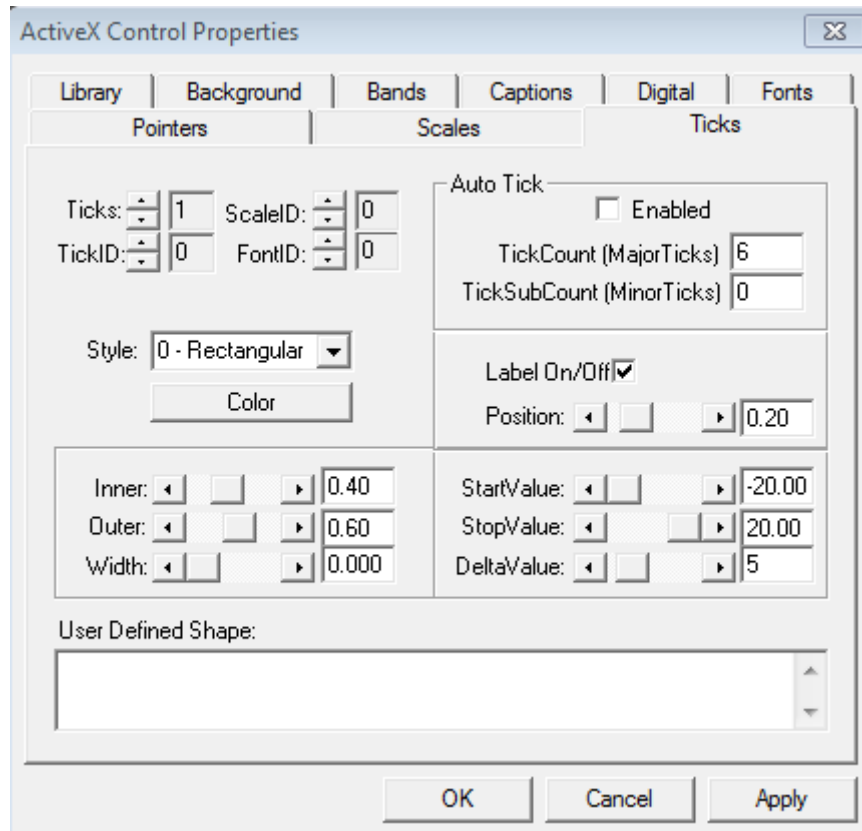 ActiveX Control Properties
Library Background Bands Captions Digital Fonts
Pointers Scales Ticks
Ticks: 1 ScaleID: 0
TickID: 0 FontID: 0
Auto Tick
Enabled
TickCount (MajorTicks) 6
TickSubCount (MinorTicks) 0
Style: 0 - Rectangular
Color
Label On/Off
Position: 0.20
Inner: 0.40
Outer: 0.60
Width: 0.000
StartValue: -20.00
StopValue: 20.00
DeltaValue: 5
User Defined Shape:
OK Cancel Apply